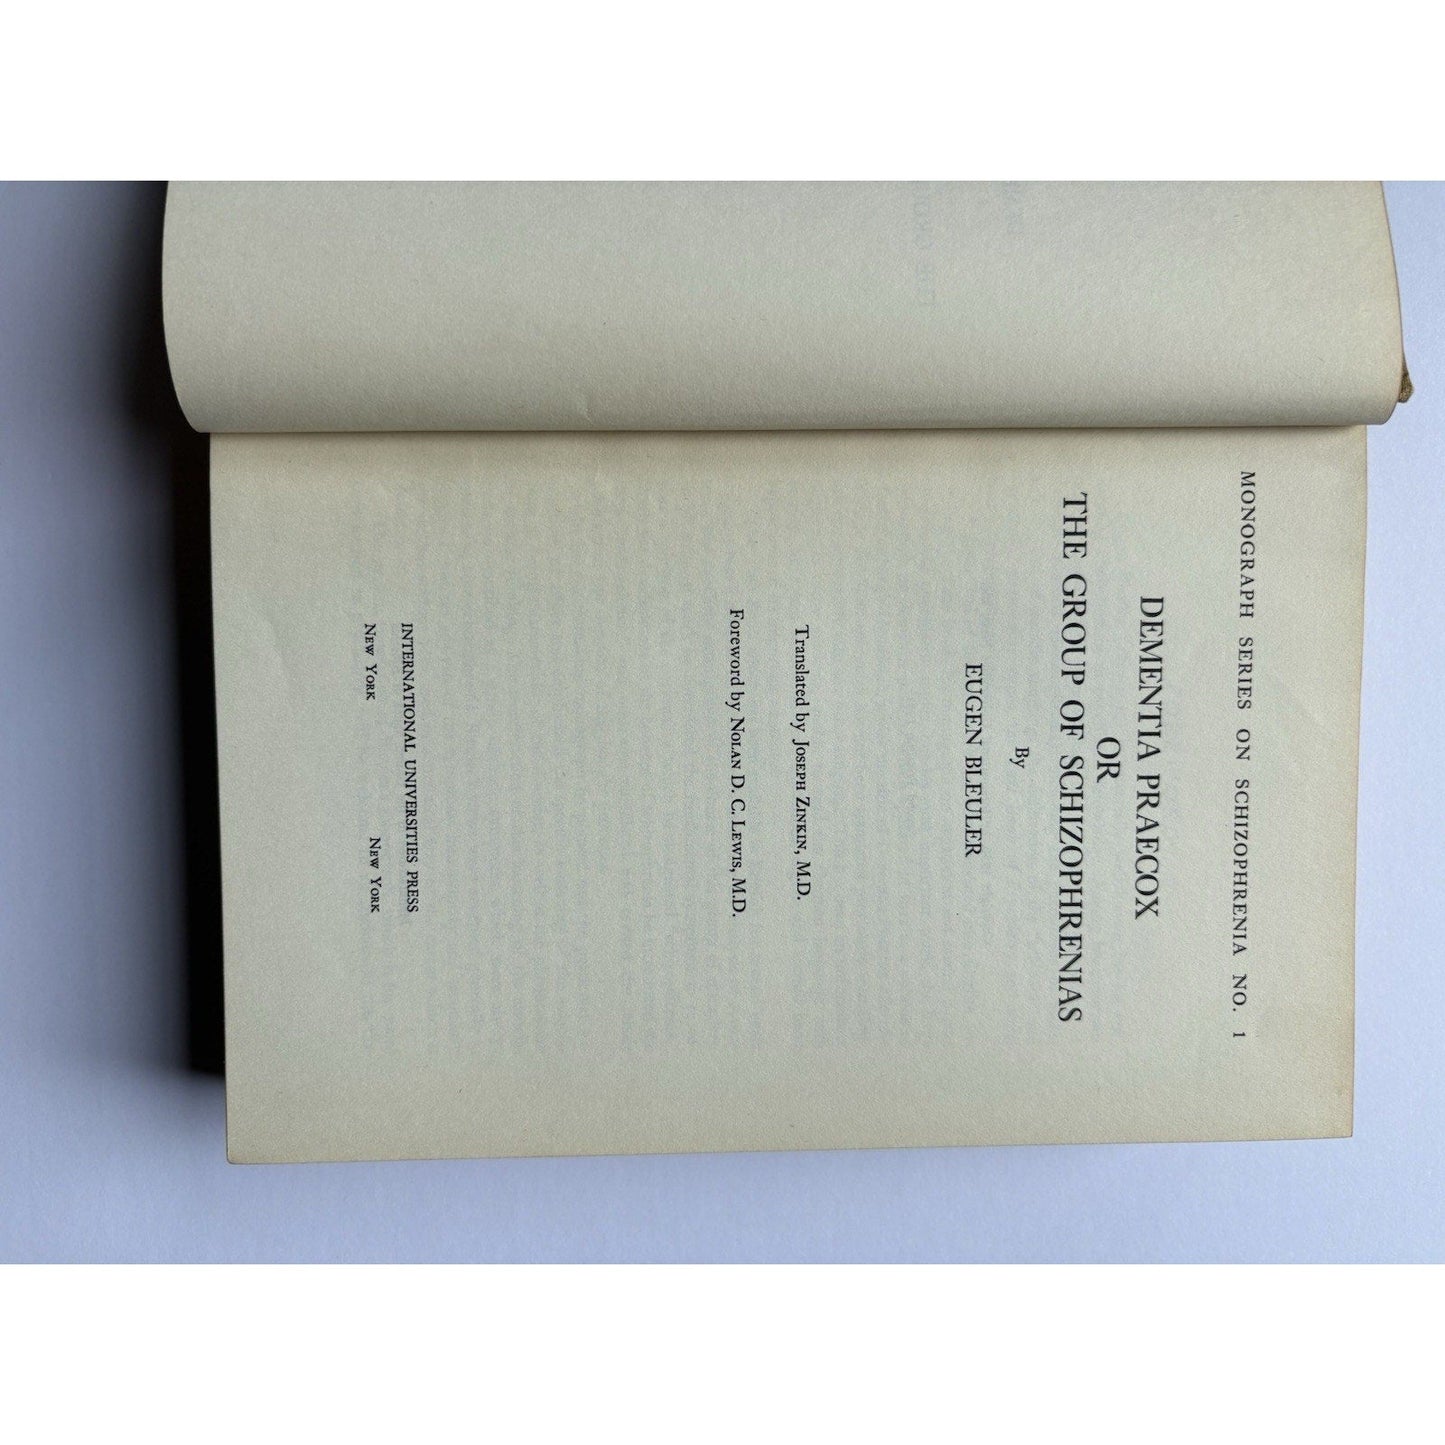 MONOGRAPH SERIES ON SCHIZOPHRENIA NO. 1
DEMENTIA PRAECOX
OR
THE GROUP OF SCHIZOPHRENIAS
By
EUGEN BLEULER
Translated by JOSEPH ZINKIN, M.D.
Foreword by NOLAN D. C. LEWIS, M.D.
INTERNATIONAL UNIVERSITIES PRESS
NEW YORK NEW YORK